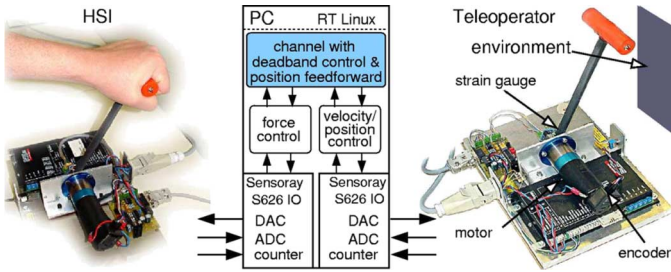 HSI
PC
RT Linux
channel with
deadband control &
position feedforward
force
control
velocity/
position
control
Sensoray
S626 IO
DAC
ADC
counter
Sensoray
S626 IO
DAC
ADC
counter
Teleoperator
environment
strain gauge
motor
encoder